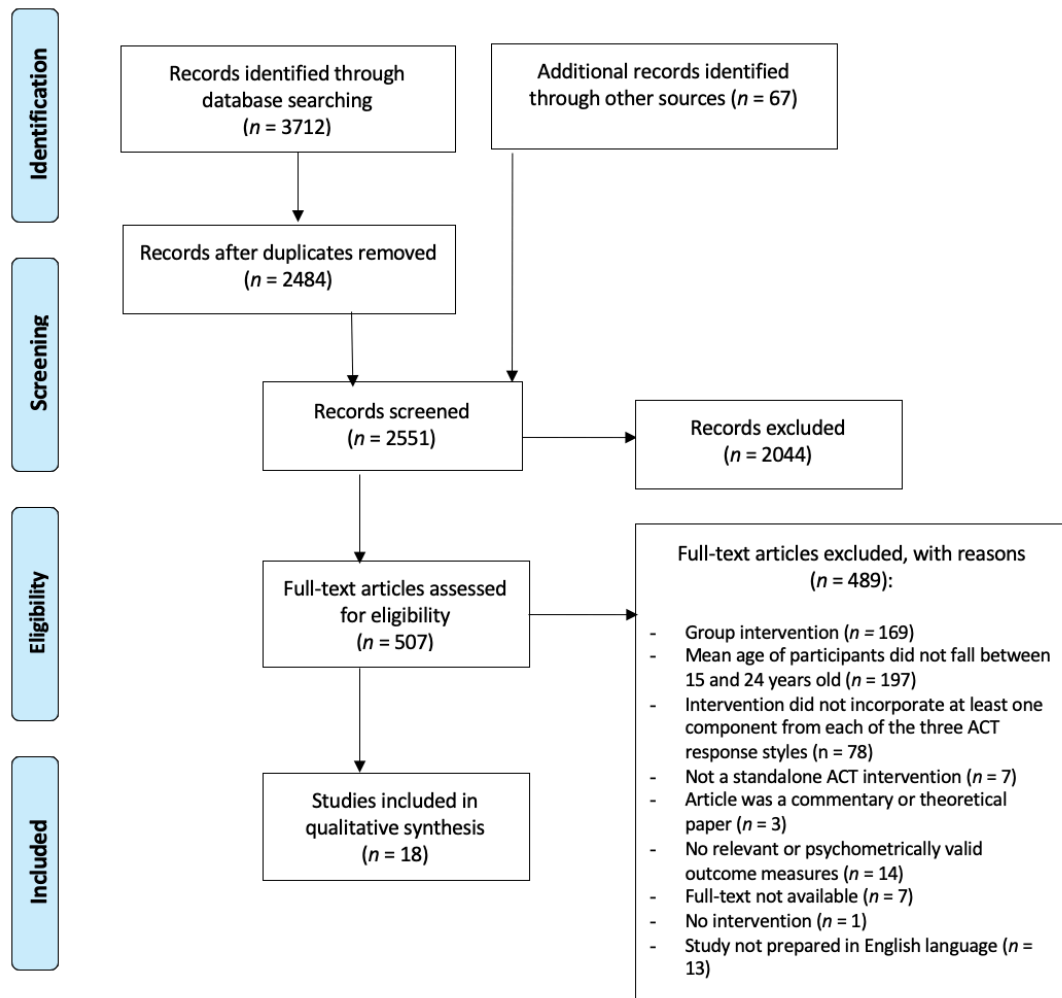 Identification
Records identified through
database searching
(n = 3712)
Additional records identified
through other sources (n = 67)
Records after duplicates removed
(n = 2484)
Screening
Records screened
(n = 2551)
Records excluded
(n = 2044)
Eligibility
Full-text articles assessed
for eligibility
(n = 507)
Full-text articles excluded, with reasons
(n = 489):
- Group intervention (n = 169)
- Mean age of participants did not fall between
15 and 24 years old (n = 197)
- Intervention did not incorporate at least one
component from each of the three ACT
response styles (n = 78)
- Not a standalone ACT intervention (n = 7)
- Article was a commentary or theoretical
paper (n = 3)
- No relevant or psychometrically valid
outcome measures (n = 14)
- Full-text not available (n = 7)
- No intervention (n = 1)
- Study not prepared in English language (n =
13)
Included
Studies included in
qualitative synthesis
(n = 18)